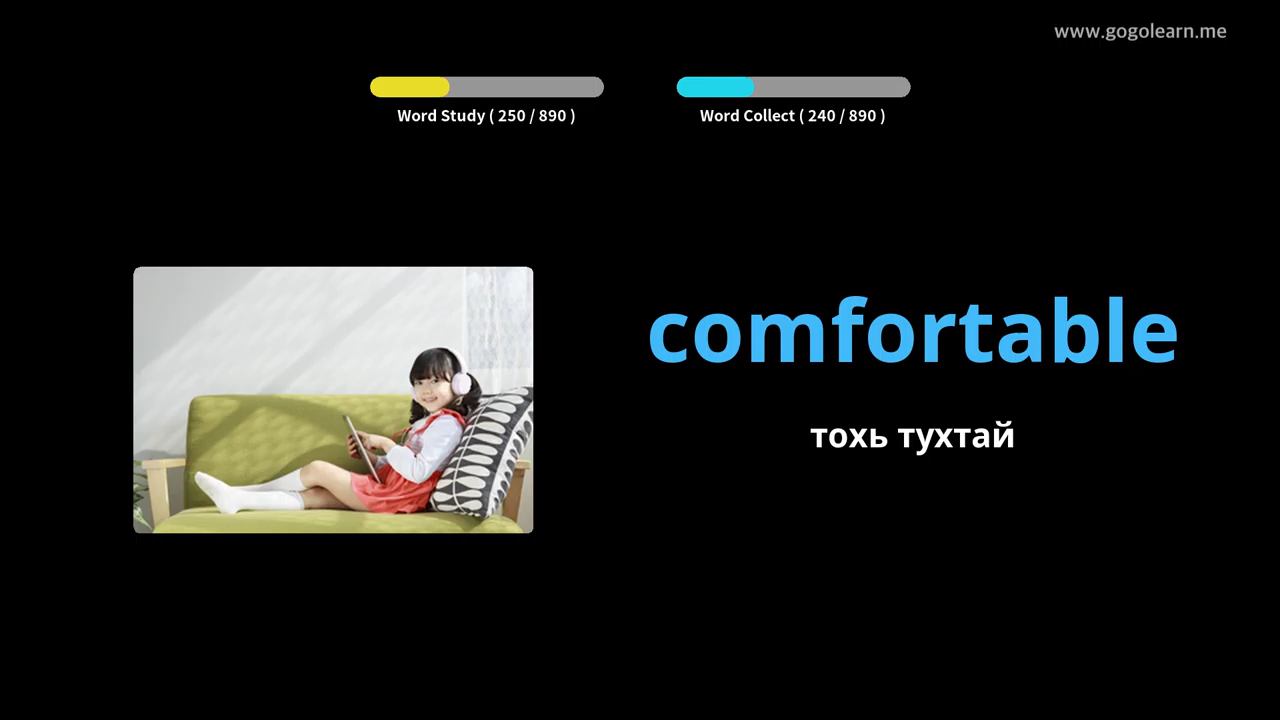 www.gogolearn.me
Word Study ( 250 / 890 )
Word Collect ( 240 / 890 )
comfortable
тохь тухтай